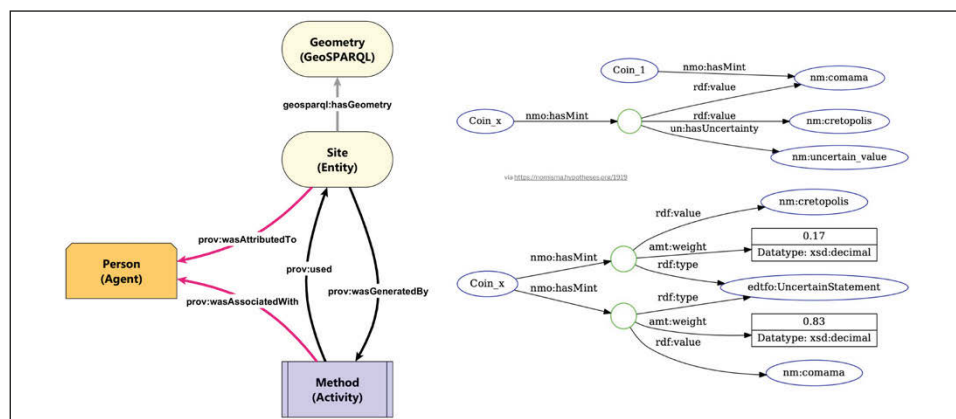 Geometry
(GeoSPARQL)
geosparql:hasGeometry
Site
(Entity)
prov:wasAttributedTo
Person
(Agent)
prov:used
prov:wasAssociatedWith
prov:wasGeneratedBy
Method
(Activity)
Coin_1
nmo:hasMint
nm:comama
rdf:value
Coin_x
nmo:hasMint
rdf:value
nm:cretopolis
un:hasUncertainty
nm:uncertain_value
via https://nomisma.hypotheses.org/1919
nm:cretopolis
rdf:value
0.17
amt:weight
Datatype: xsd:decimal
nmo:hasMint
rdf:type
Coin_x
edtfo:UncertainStatement
nmo:hasMint
rdf:type
0.83
amt:weight
Datatype: xsd:decimal
rdf:value
nm:comama